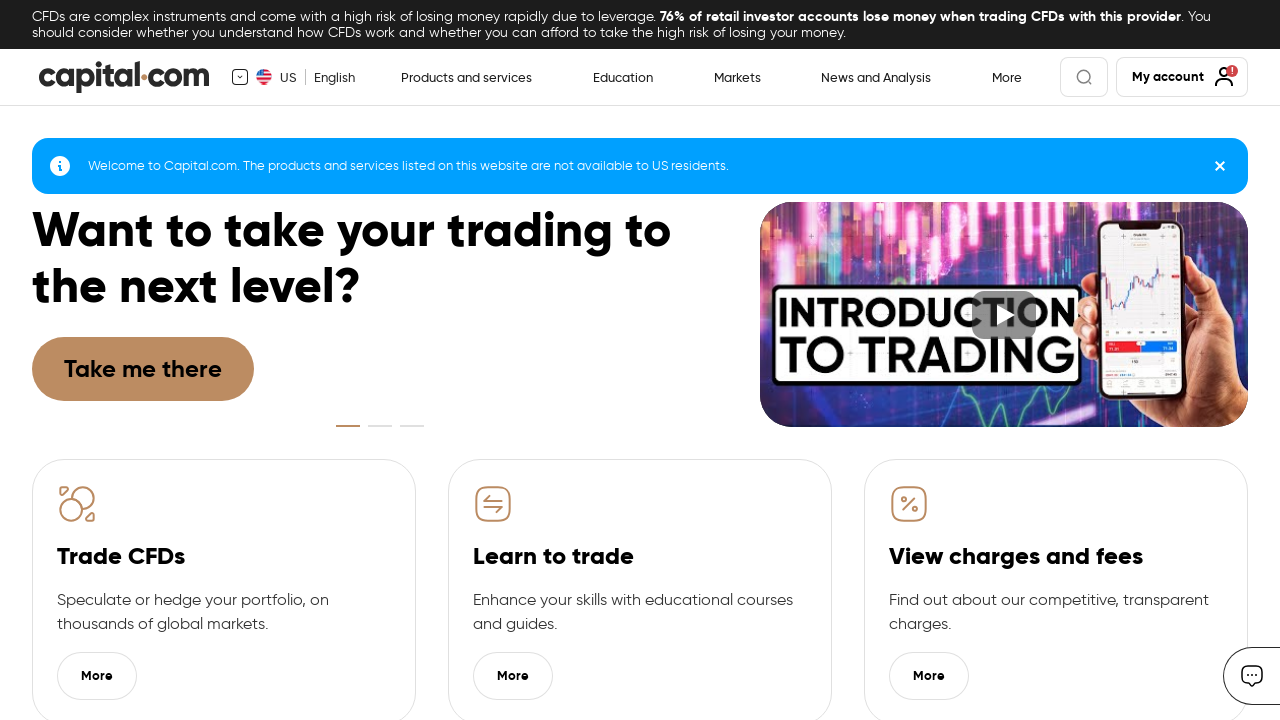 CFDs are complex instruments and come with a high risk of losing money rapidly due to leverage. 76% of retail investor accounts lose money when trading CFDs with this provider. You
should consider whether you understand how CFDs work and whether you can afford to take the high risk of losing your money.
capital.com US English Products and services Education Markets News and Analysis More My account
Welcome to Capital.com. The products and services listed on this website are not available to US residents.
Want to take your trading to
the next level?
Take me there
INTRODUCTION
TO TRADING
Trade CFDs
Speculate or hedge your portfolio, on
thousands of global markets.
More
Learn to trade
Enhance your skills with educational courses
and guides.
More
View charges and fees
Find out about our competitive, transparent
charges.
More